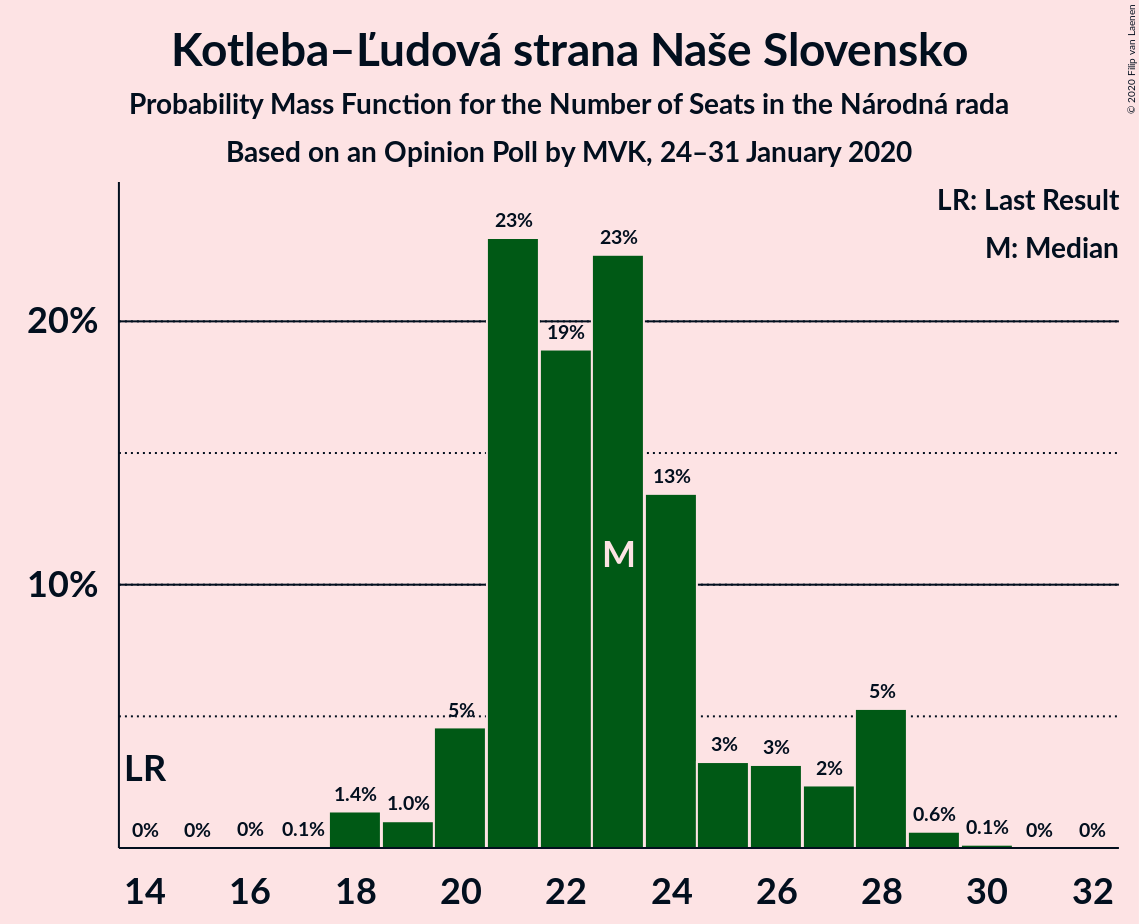 Kotleba–Ľudová strana Naše Slovensko
Probability Mass Function for the Number of Seats in the Národná rada
Based on an Opinion Poll by MVK, 24–31 January 2020
© 2020 Filip van Laenen
LR: Last Result
M: Median
20%
10%
23%
23%
19%
13%
M
5%
5%
LR
3%
3%
2%
1.4%
1.0%
0.6%
0% 0% 0% 0.1%
0.1% 0% 0%
14 16 18 20 22 24 26 28 30 32